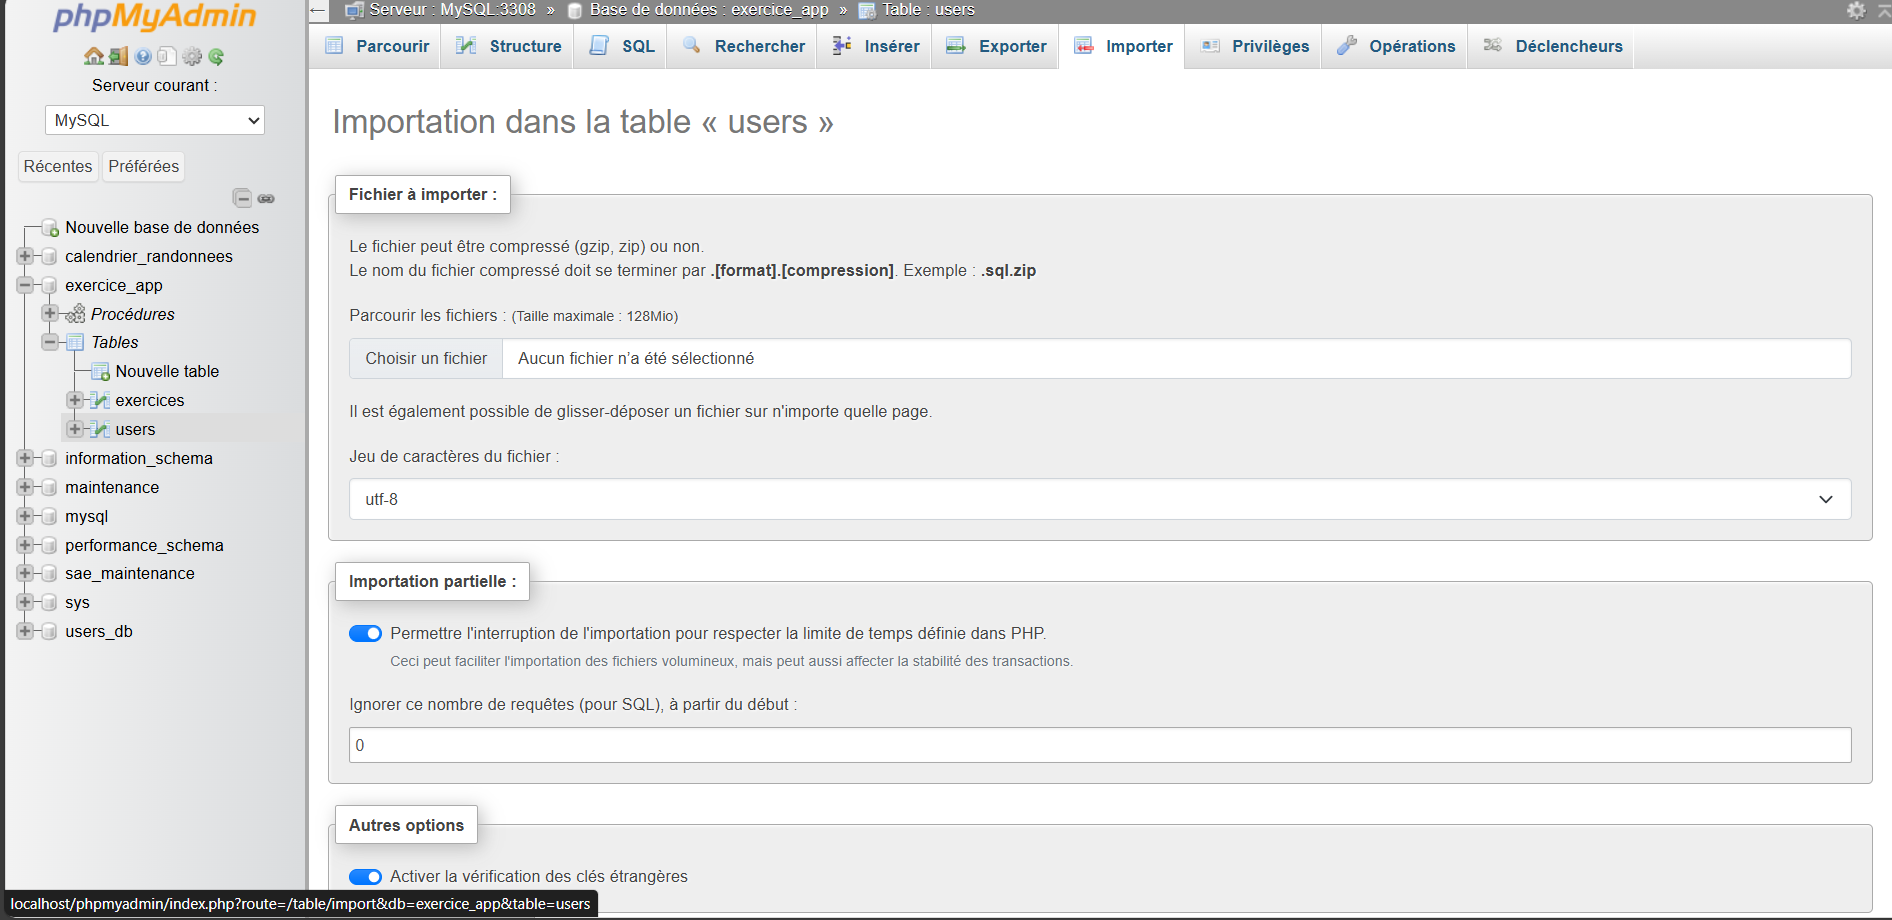 phpMyAdmin
Serveur courant :
MySQL
Récentes Préférées
Nouvelle base de données
calendrier_randonnees
exercice_app
Procédures
Tables
Nouvelle table
exercices
users
information_schema
maintenance
mysql
performance_schema
sae_maintenance
sys
users_db
← Serveur : MySQL:3308 » Base de données : exercice_app » Table : users
Parcourir Structure SQL Rechercher Insérer Exporter Importer Privilèges Opérations Déclencheurs
Importation dans la table « users »
Fichier à importer :
Le fichier peut être compressé (gzip, zip) ou non.
Le nom du fichier compressé doit se terminer par .[format].[compression]. Exemple : .sql.zip
Parcourir les fichiers : (Taille maximale : 128Mio)
Choisir un fichier Aucun fichier n’a été sélectionné
Il est également possible de glisser-déposer un fichier sur n'importe quelle page.
Jeu de caractères du fichier :
utf-8
Importation partielle :
Permettre l'interruption de l'importation pour respecter la limite de temps définie dans PHP.
Ceci peut faciliter l'importation des fichiers volumineux, mais peut aussi affecter la stabilité des transactions.
Ignorer ce nombre de requêtes (pour SQL), à partir du début :
0
Autres options
Activer la vérification des clés étrangères
localhost/phpmyadmin/index.php?route=/table/import&db=exercice_app&table=users